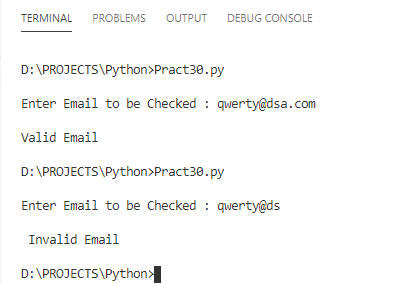 TERMINAL PROBLEMS OUTPUT DEBUG CONSOLE
D:\PROJECTS\Python>Pract30.py
Enter Email to be Checked : qwerty@dsa.com
Valid Email
D:\PROJECTS\Python>Pract30.py
Enter Email to be Checked : qwerty@ds
Invalid Email
D:\PROJECTS\Python>